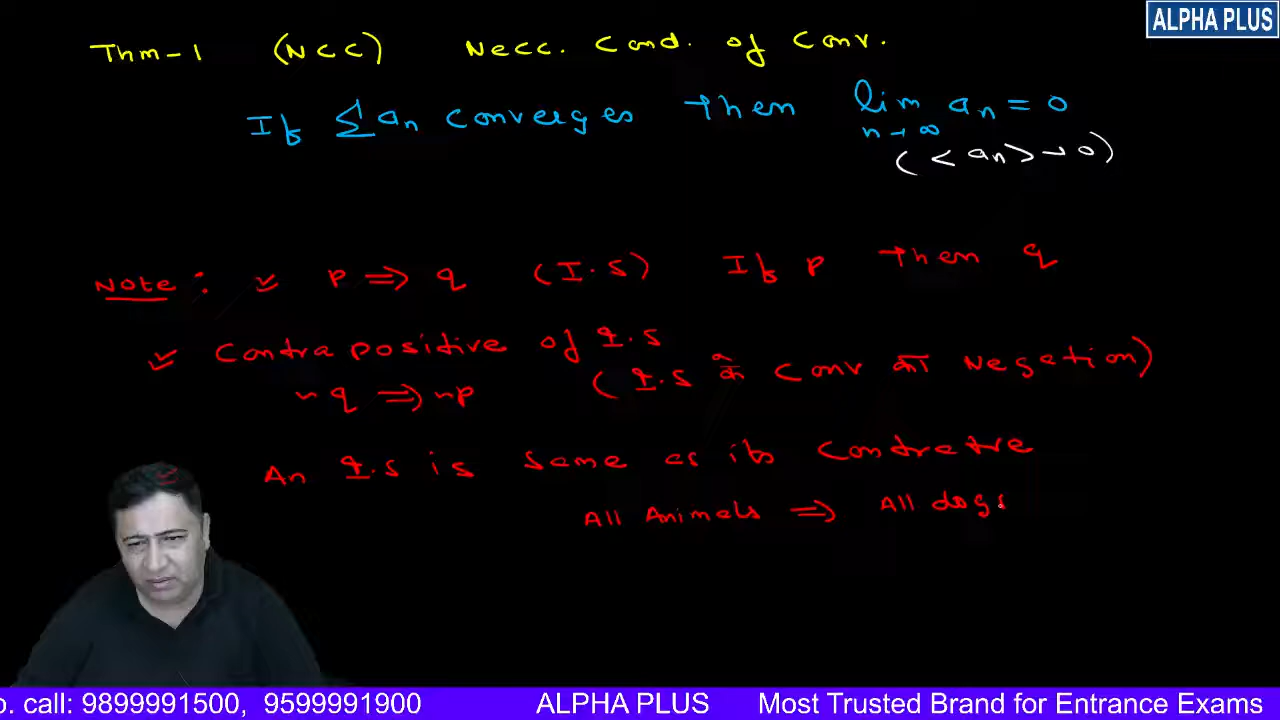 ALPHA PLUS
Thm-1 (NCC) Necc. Cond. of Conv.
If Σan converges then lim an = 0
n→∞
(<an>→0)
Note: ✓ p ⇒ q (I.S) If p then q
✓ Contrapositive of I.S
~q ⇒ ~p (I.S का Conv का Negation)
An I.S is same as its Contrative
All Animals ⇒ All dogs
o. call: 9899991500, 9599991900 ALPHA PLUS Most Trusted Brand for Entrance Exams